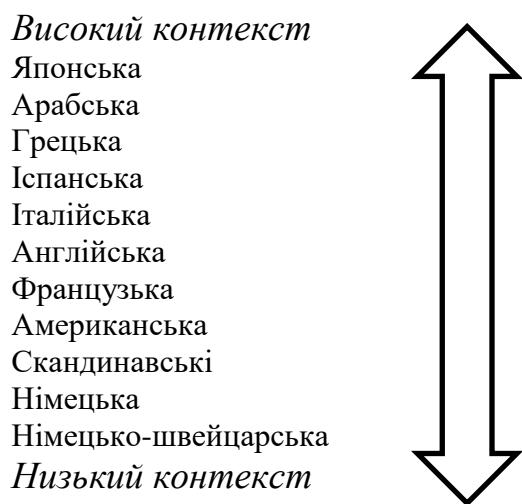 Високий контекст
Японська
Арабська
Грецька
Іспанська
Італійська
Англійська
Французька
Американська
Скандинавські
Німецька
Німецько-швейцарська
Низький контекст